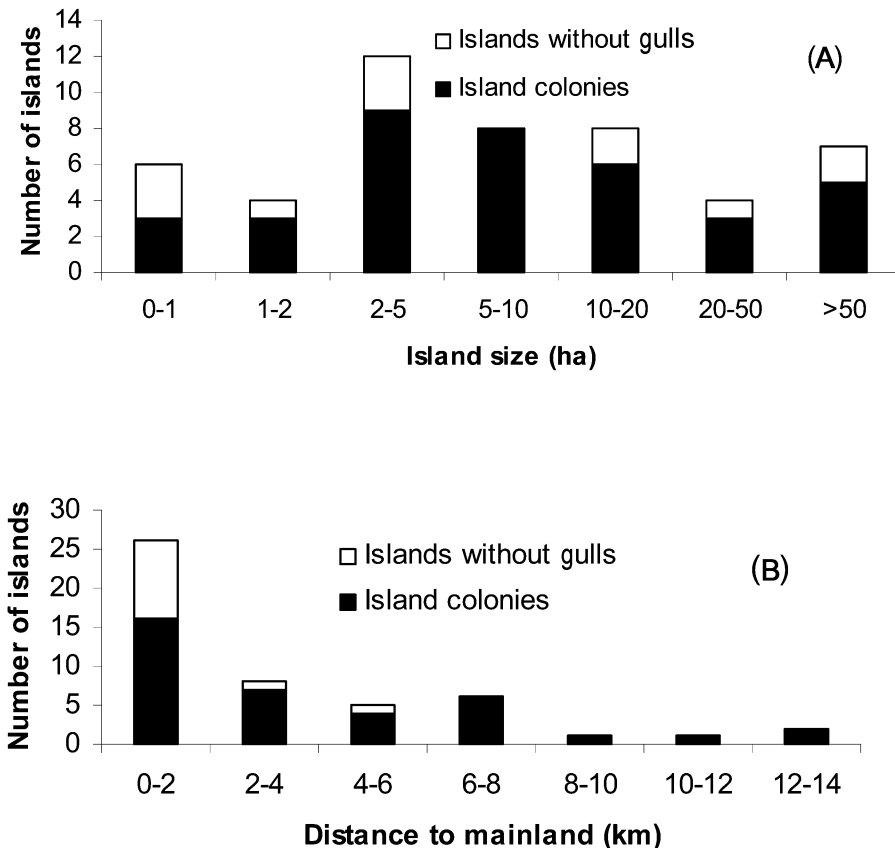 14
12
10
8
6
4
2
0
Number of islands
Islands without gulls
Island colonies
(A)
0-1 1-2 2-5 5-10 10-20 20-50 >50
Island size (ha)
30
25
20
15
10
5
0
Number of islands
Islands without gulls
Island colonies
(B)
0-2 2-4 4-6 6-8 8-10 10-12 12-14
Distance to mainland (km)